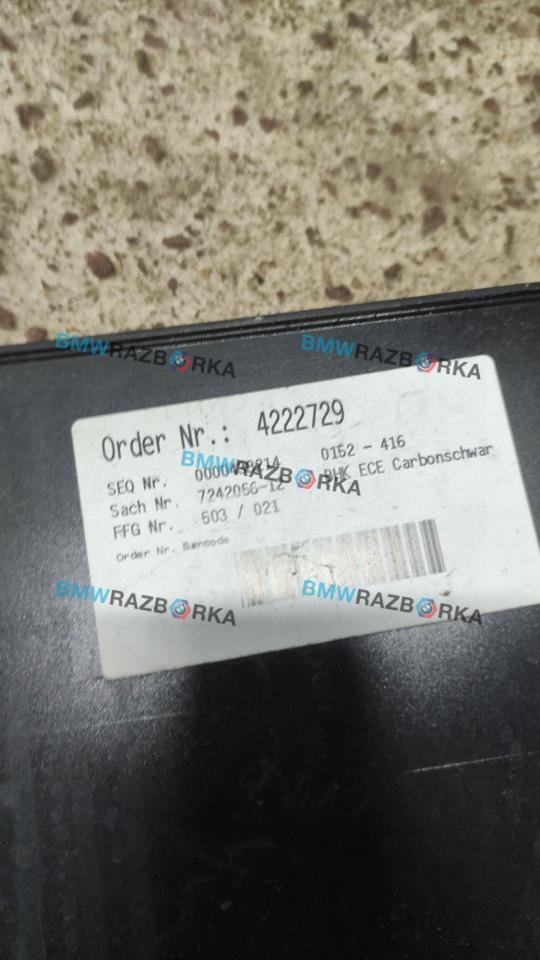 BMWRAZBORKA BMWRAZBORKA
Order Nr.: 4222729
SEQ Nr. 0152 - 416
Sach Nr. 7242056-12 ECE Carbonschwar
BMWRAZBORKA
FFG Nr. 503 / 021
Order Nr. Barcode
BMWRAZBORKA BMWRAZBORKA